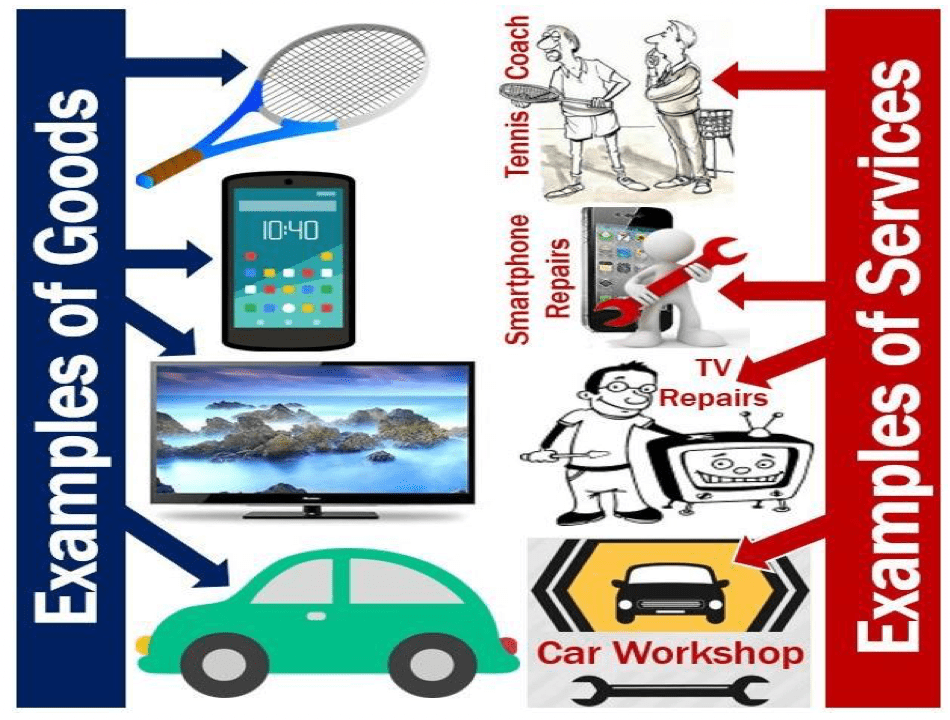 Examples of Goods
10:40
Tennis Coach
Smartphone
Repairs
TV
Repairs
Car Workshop
Examples of Services